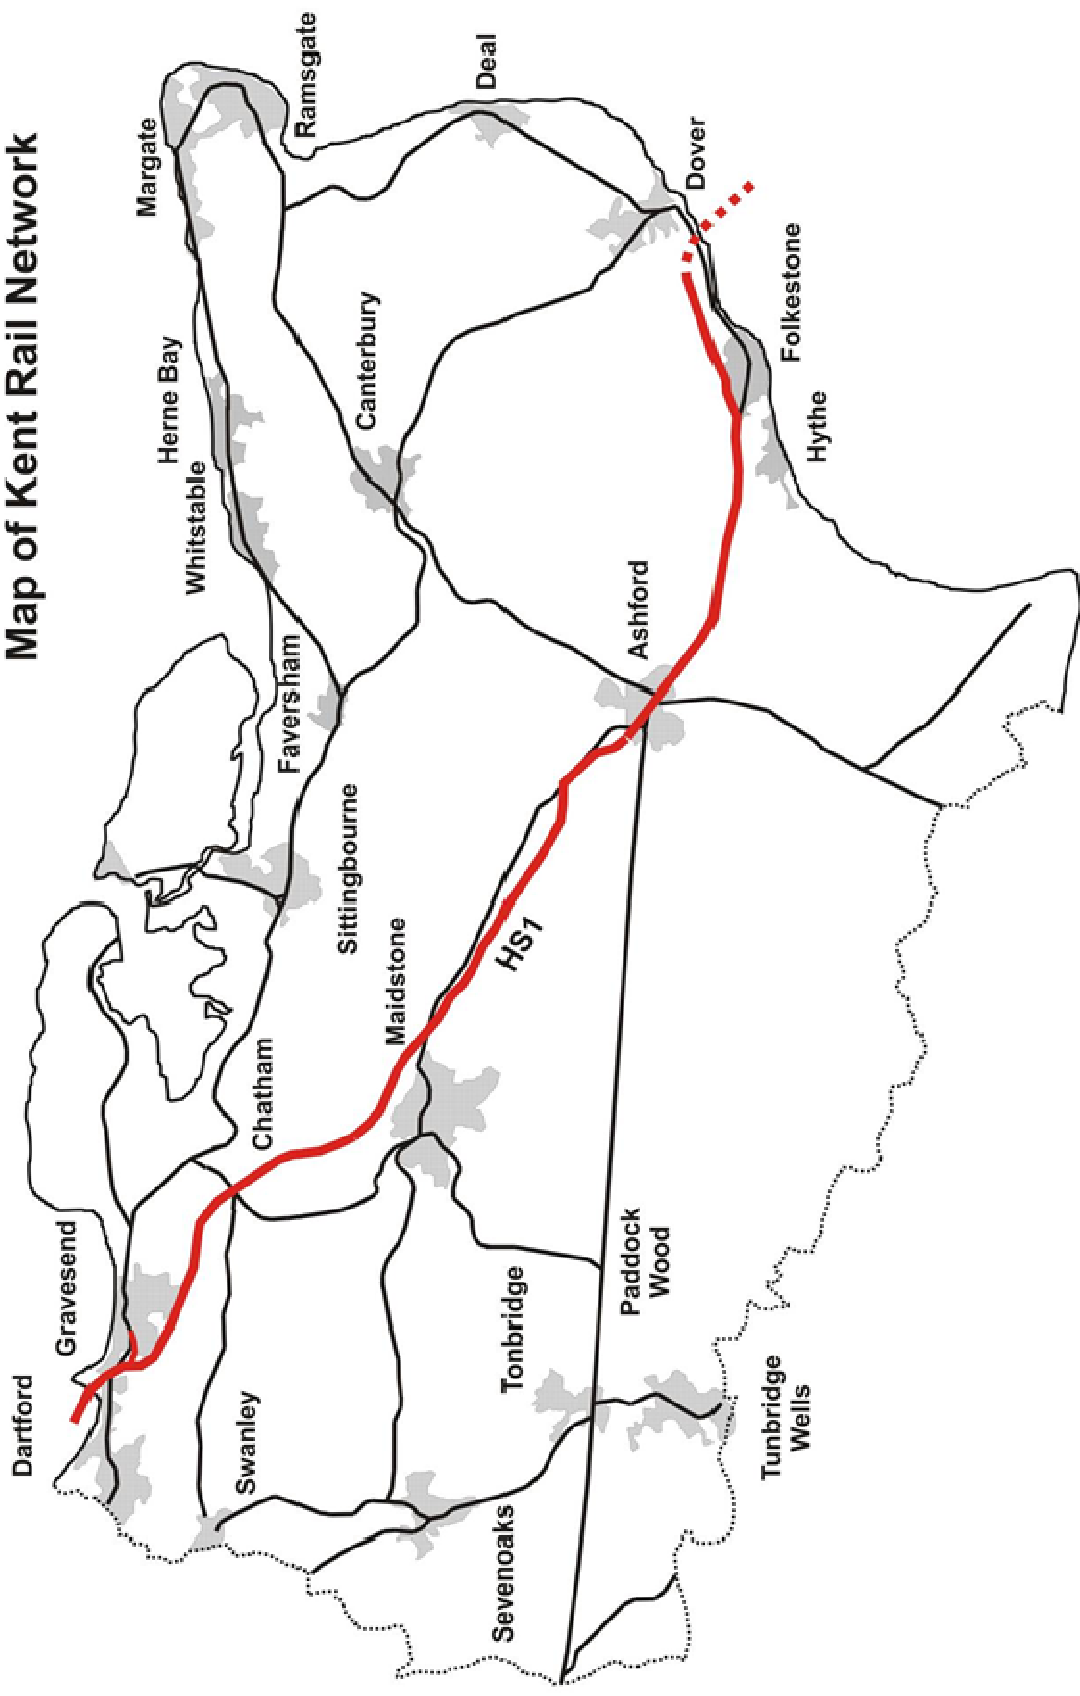 Map of Kent Rail Network
Dartford
Gravesend
Margate
Ramsgate
Herne Bay
Whitstable
Swanley
Chatham
Faversham
Sittingbourne
Canterbury
Deal
Maidstone
HS1
Sevenoaks
Tonbridge
Paddock
Wood
Ashford
Dover
Tunbridge
Wells
Folkestone
Hythe